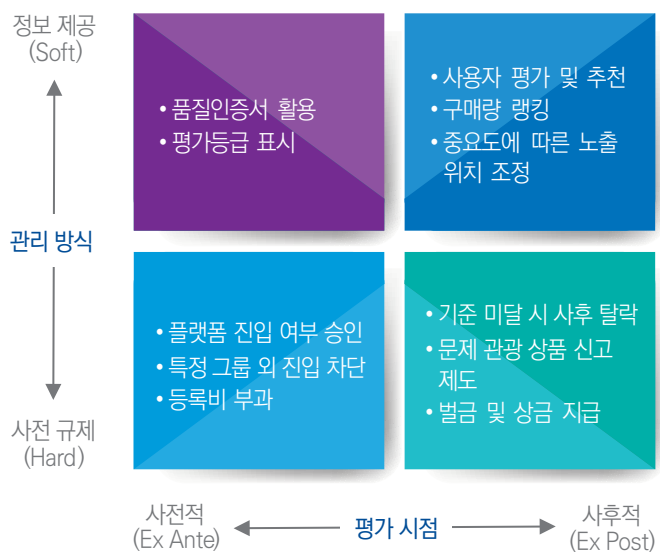 정보 제공
(Soft)
• 품질인증서 활용
• 평가등급 표시
• 사용자 평가 및 추천
• 구매량 랭킹
• 중요도에 따른 노출
위치 조정
관리 방식
• 플랫폼 진입 여부 승인
• 특정 그룹 외 진입 차단
• 등록비 부과
• 기준 미달 시 사후 탈락
• 문제 관광 상품 신고
제도
• 벌금 및 상금 지급
사전 규제
(Hard)
사전적
(Ex Ante)
평가 시점
사후적
(Ex Post)